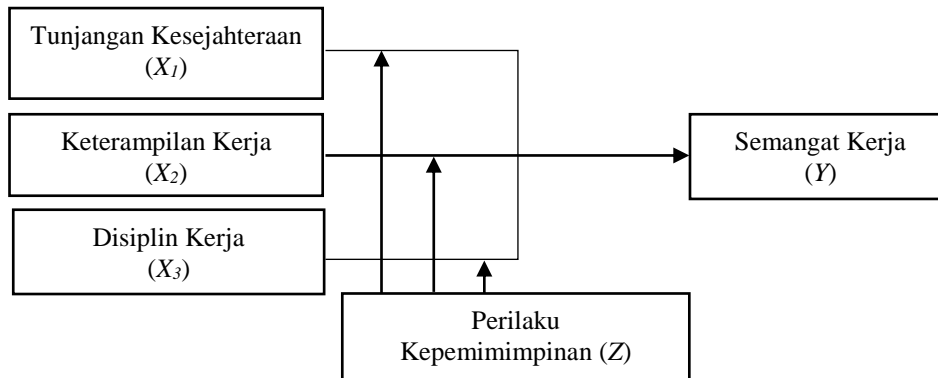 Tunjangan Kesejahteraan
(X1)
Keterampilan Kerja
(X2)
Disiplin Kerja
(X3)
Semangat Kerja
(Y)
Perilaku
Kepemimimpinan (Z)